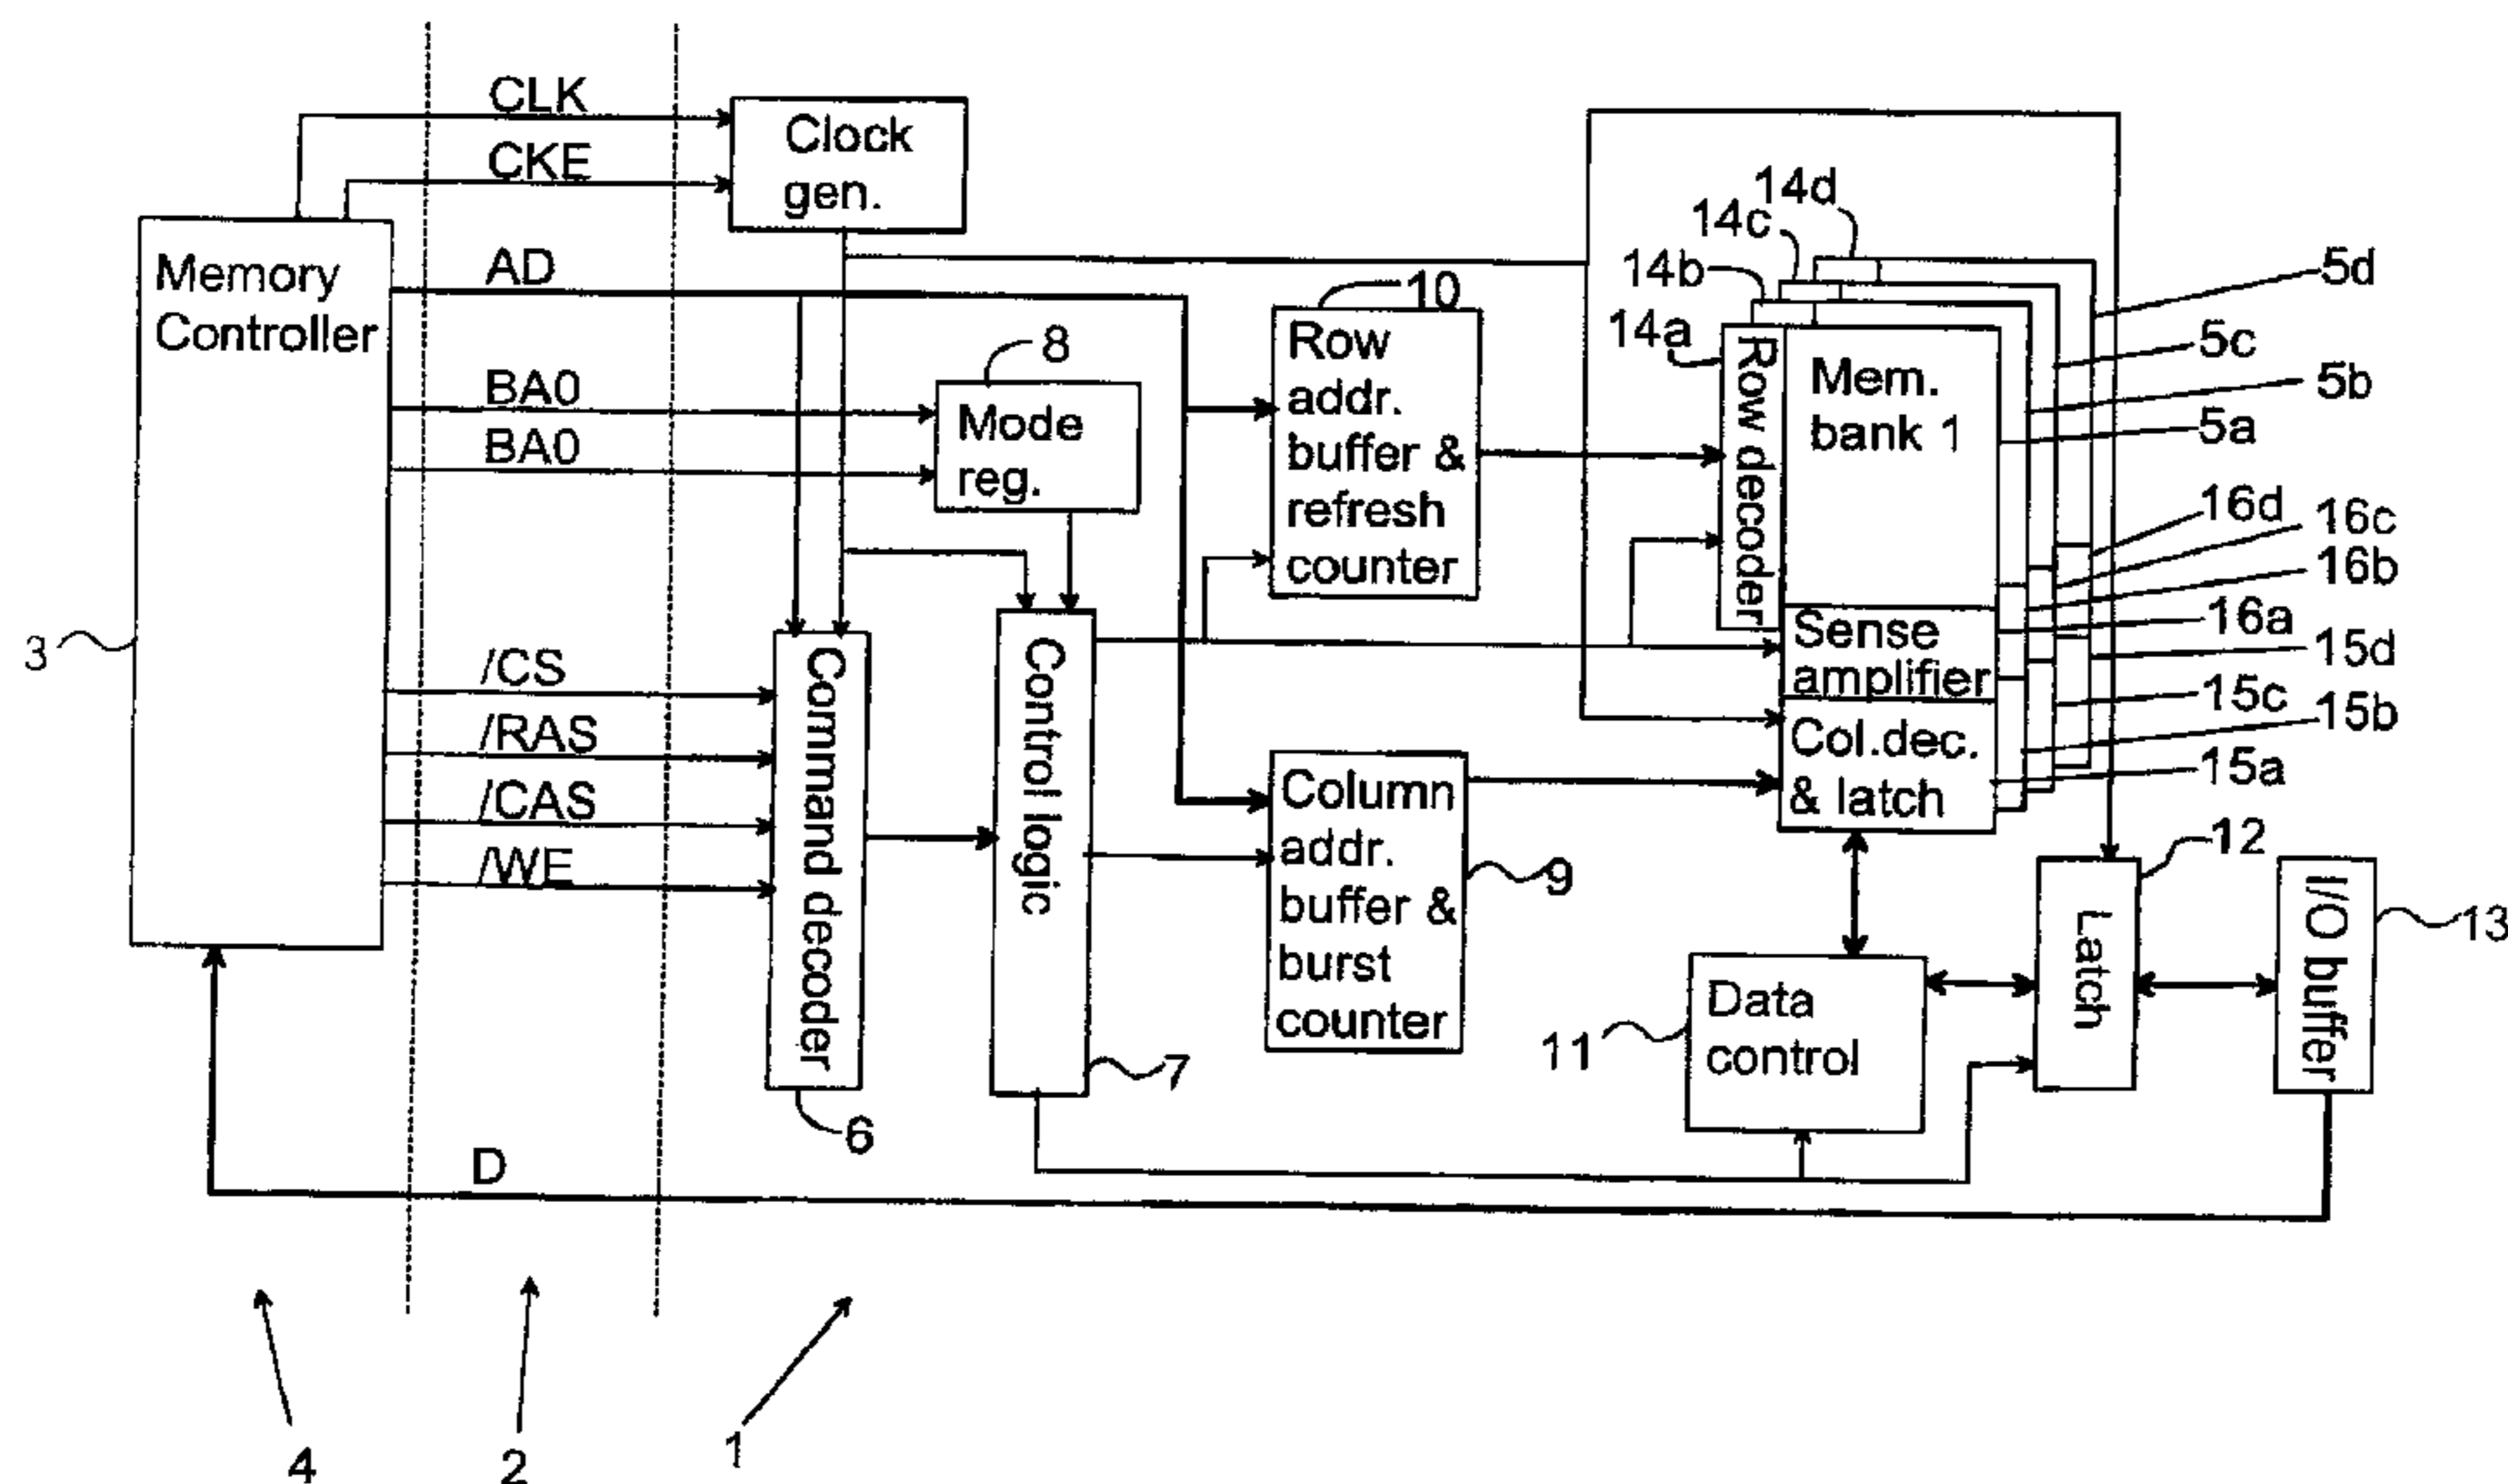 CLK
CKE
Clock
gen.
Memory
Controller
AD
BA0
BA0
/CS
/RAS
/CAS
/WE
D
3
8
Mode
reg.
Command decoder
6
Control logic
7
10
Row
addr.
buffer &
refresh
counter
Column
addr.
buffer &
burst
counter
9
14d
14c
14b
14a
Row decoder
Mem.
bank 1
Sense
amplifier
Col.dec.
& latch
5d
5c
5b
5a
16d
16c
16b
16a
15d
15c
15b
15a
12
Latch
I/O buffer
13
11
Data
control
4
2
1